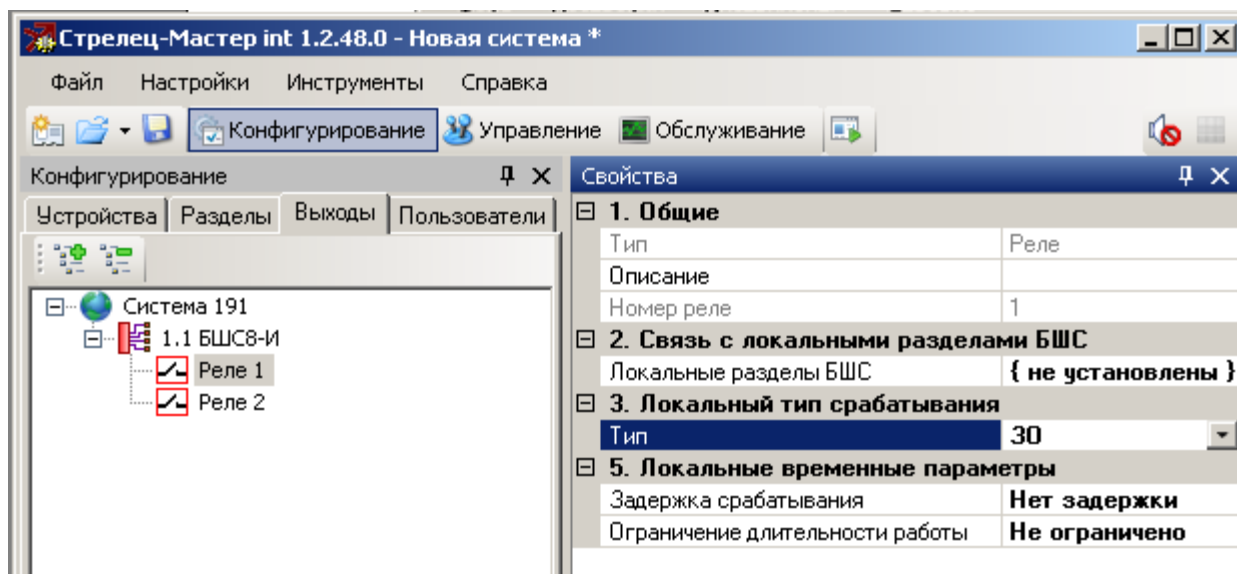 Стрелец-Мастер int 1.2.48.0 - Новая система *
Файл Настройки Инструменты Справка
Конфигурирование Управление Обслуживание
Конфигурирование
Устройства Разделы Выходы Пользователи
Система 191
1.1 БШС8-И
Реле 1
Реле 2
Свойства
1. Общие
Тип Реле
Описание
Номер реле 1
2. Связь с локальными разделами БШС
Локальные разделы БШС { не установлены }
3. Локальный тип срабатывания
Тип 30
5. Локальные временные параметры
Задержка срабатывания Нет задержки
Ограничение длительности работы Не ограничено